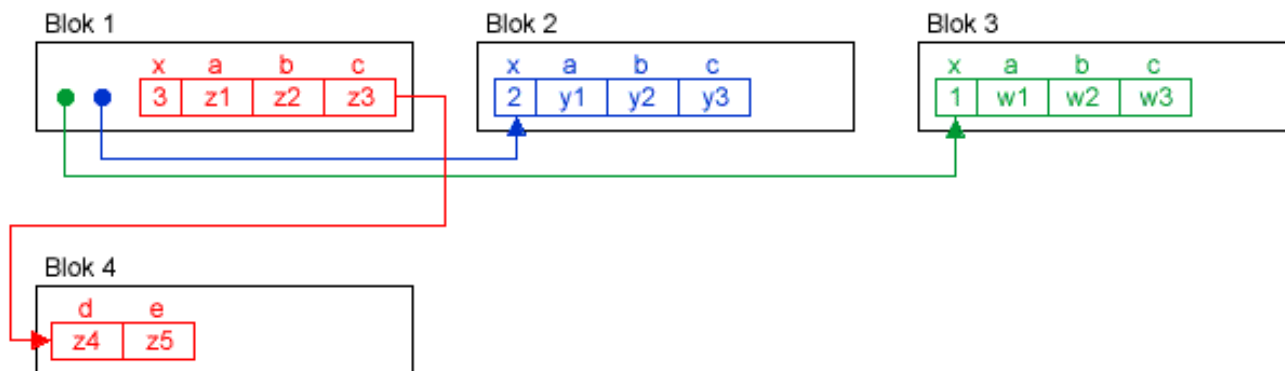 Blok 1 Blok 2 Blok 3
x a b c x a b c x a b c
3 z1 z2 z3 2 y1 y2 y3 1 w1 w2 w3
Blok 4
d e
z4 z5